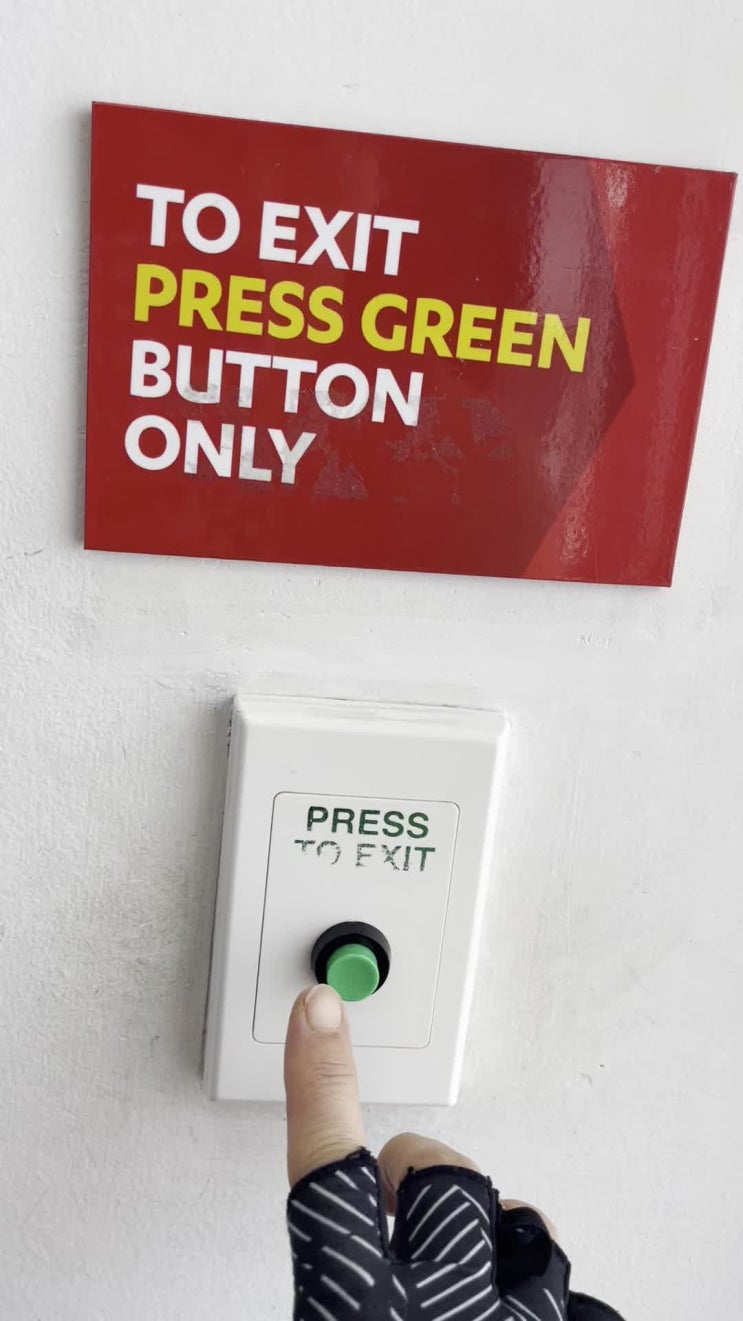 TO EXIT
PRESS GREEN
BUTTON
ONLY
PRESS
TO EXIT